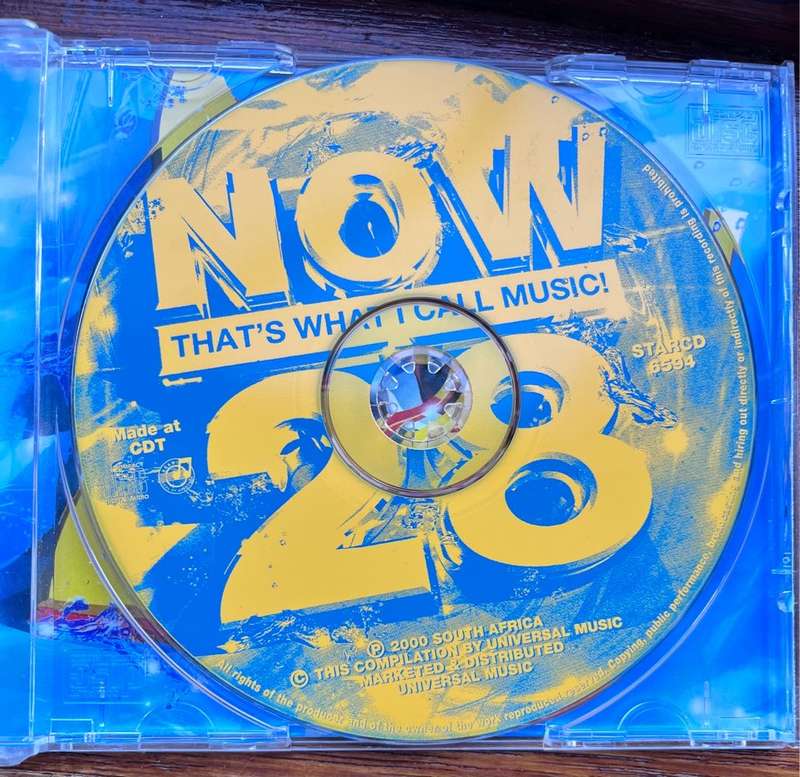 NOW
THAT'S WHAT I CALL MUSIC!
28
STARCD
6594
Made at
CDT
℗ 2000 SOUTH AFRICA
© THIS COMPILATION BY UNIVERSAL MUSIC
MARKETED & DISTRIBUTED
UNIVERSAL MUSIC
All rights of the producer and of the owner of the work reproduced reserved. Copying, public performance, and hiring out directly or indirectly of this recording is prohibited